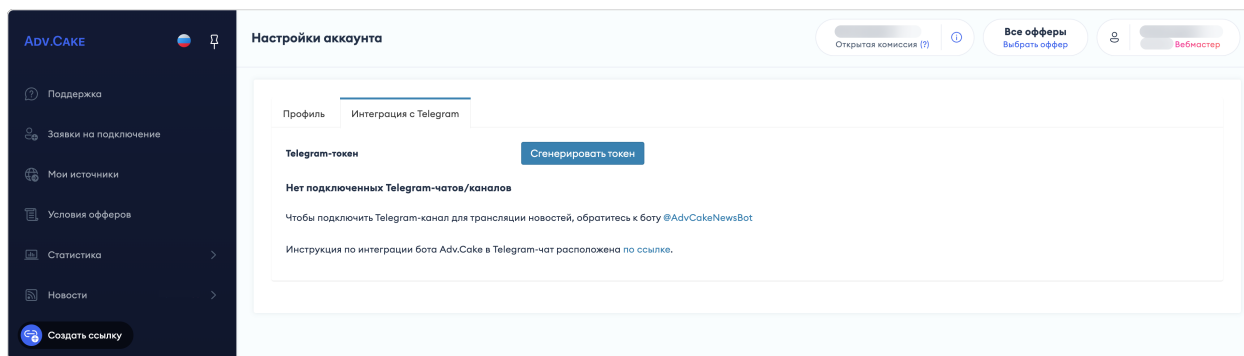 Adv.Cake
Настройки аккаунта
Открытая комиссия (?)
Все офферы
Выбрать оффер
Вебмастер
Поддержка
Заявки на подключение
Мои источники
Условия офферов
Статистика
Новости
Создать ссылку
Профиль
Интеграция с Telegram
Telegram-токен
Сгенерировать токен
Нет подключенных Telegram-чатов/каналов
Чтобы подключить Telegram-канал для трансляции новостей, обратитесь к боту @AdvCakeNewsBot
Инструкция по интеграции бота Adv.Cake в Telegram-чат расположена по ссылке.